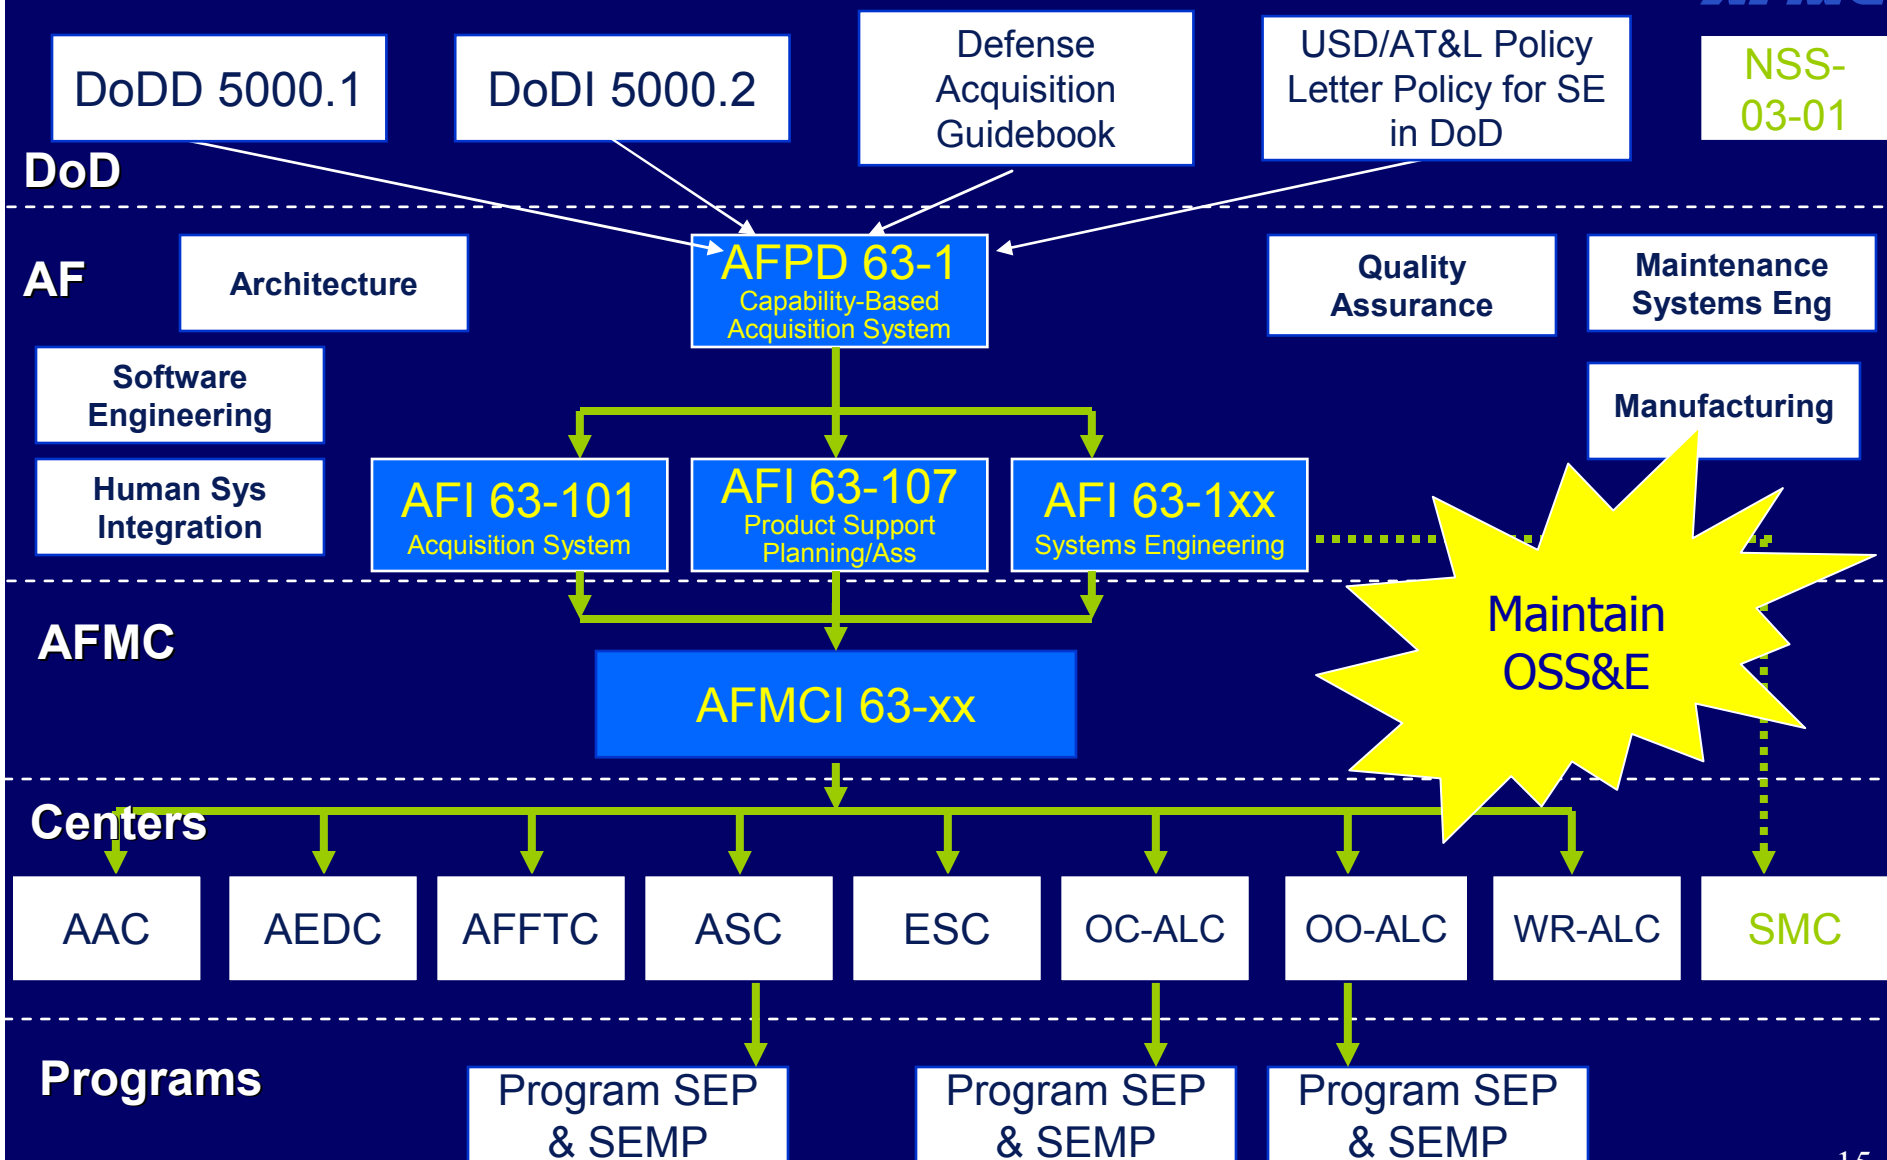 DoDD 5000.1
DoDI 5000.2
Defense
Acquisition
Guidebook
USD/AT&L Policy
Letter Policy for SE
in DoD
NSS-
03-01
DoD
AF
Architecture
AFPD 63-1
Capability-Based
Acquisition System
Quality
Assurance
Maintenance
Systems Eng
Software
Engineering
Manufacturing
Human Sys
Integration
AFI 63-101
Acquisition System
AFI 63-107
Product Support
Planning/Ass
AFI 63-1xx
Systems Engineering
Maintain
OSS&E
AFMC
AFMCI 63-xx
Centers
AAC
AEDC
AFFTC
ASC
ESC
OC-ALC
OO-ALC
WR-ALC
SMC
Programs
Program SEP
& SEMP
Program SEP
& SEMP
Program SEP
& SEMP